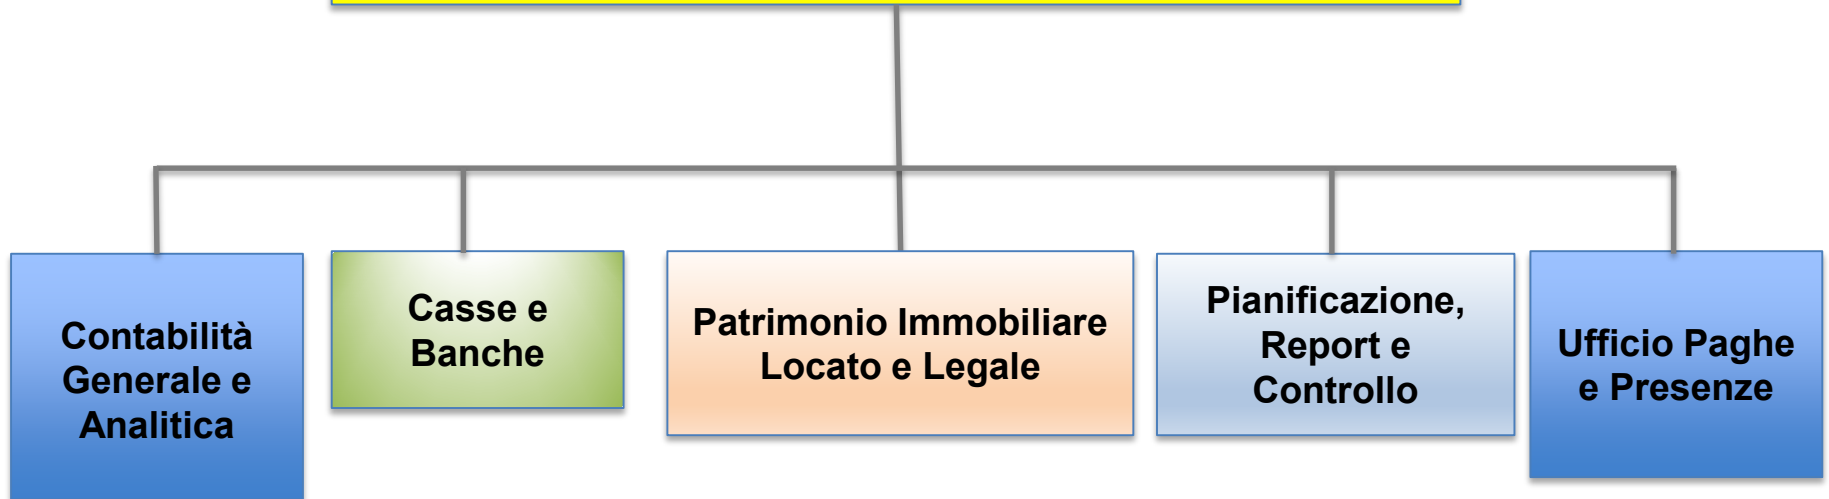 Contabilità
Generale e
Analitica
Casse e
Banche
Patrimonio Immobiliare
Locato e Legale
Pianificazione,
Report e
Controllo
Ufficio Paghe
e Presenze